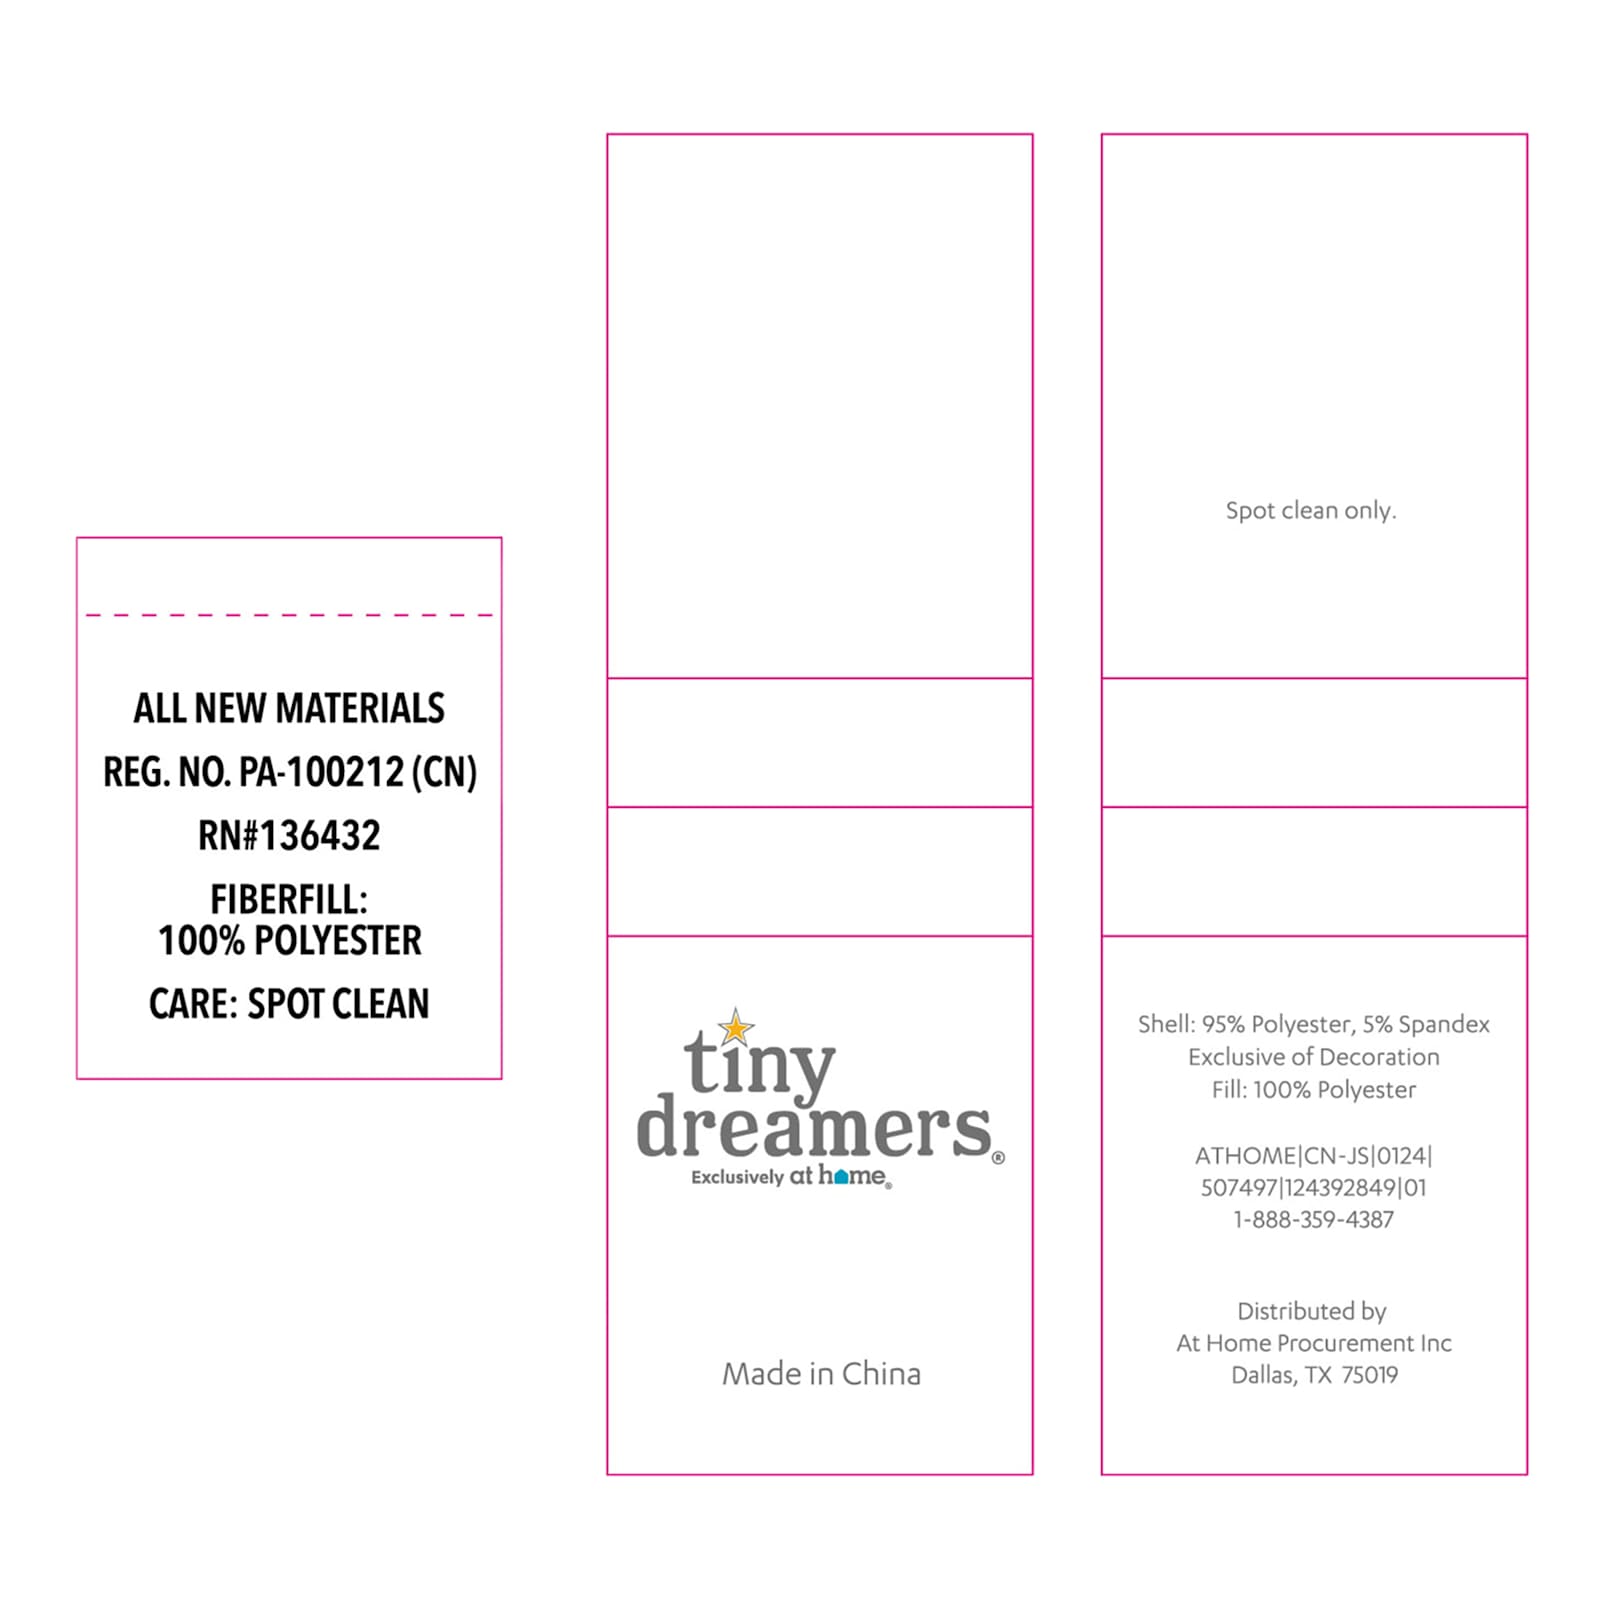 ALL NEW MATERIALS
REG. NO. PA-100212 (CN)
RN#136432
FIBERFILL:
100% POLYESTER
CARE: SPOT CLEAN
tiny
dreamers®
Exclusively at home®
Made in China
Spot clean only.
Shell: 95% Polyester, 5% Spandex
Exclusive of Decoration
Fill: 100% Polyester
ATHOME|CN-JS|0124|
507497|124392849|01
1-888-359-4387
Distributed by
At Home Procurement Inc
Dallas, TX 75019